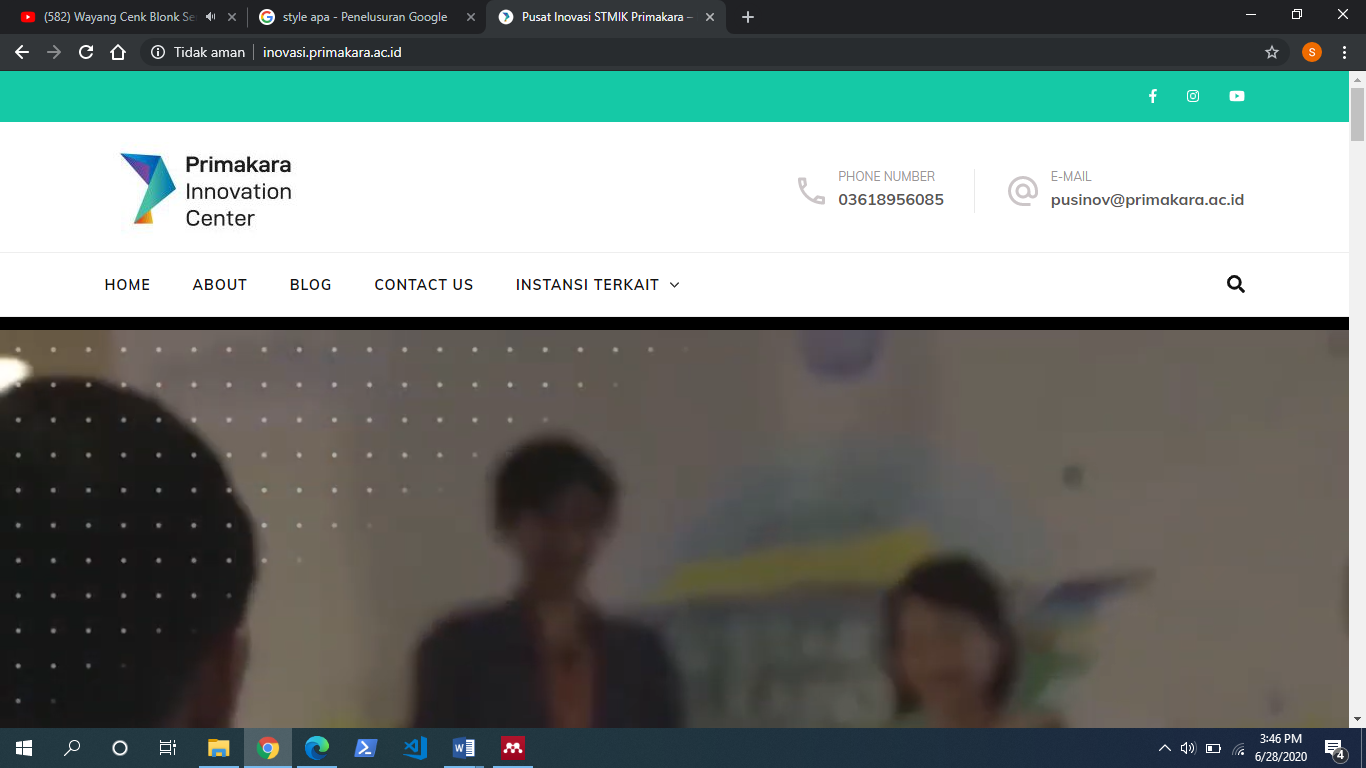 (582) Wayang Cenk Blonk Se
style apa - Penelusuran Google
Pusat Inovasi STMIK Primakara –
Tidak aman
inovasi.primakara.ac.id
S
Primakara
Innovation
Center
PHONE NUMBER
03618956085
E-MAIL
pusinov@primakara.ac.id
HOME
ABOUT
BLOG
CONTACT US
INSTANSI TERKAIT
3:46 PM
6/28/2020
4